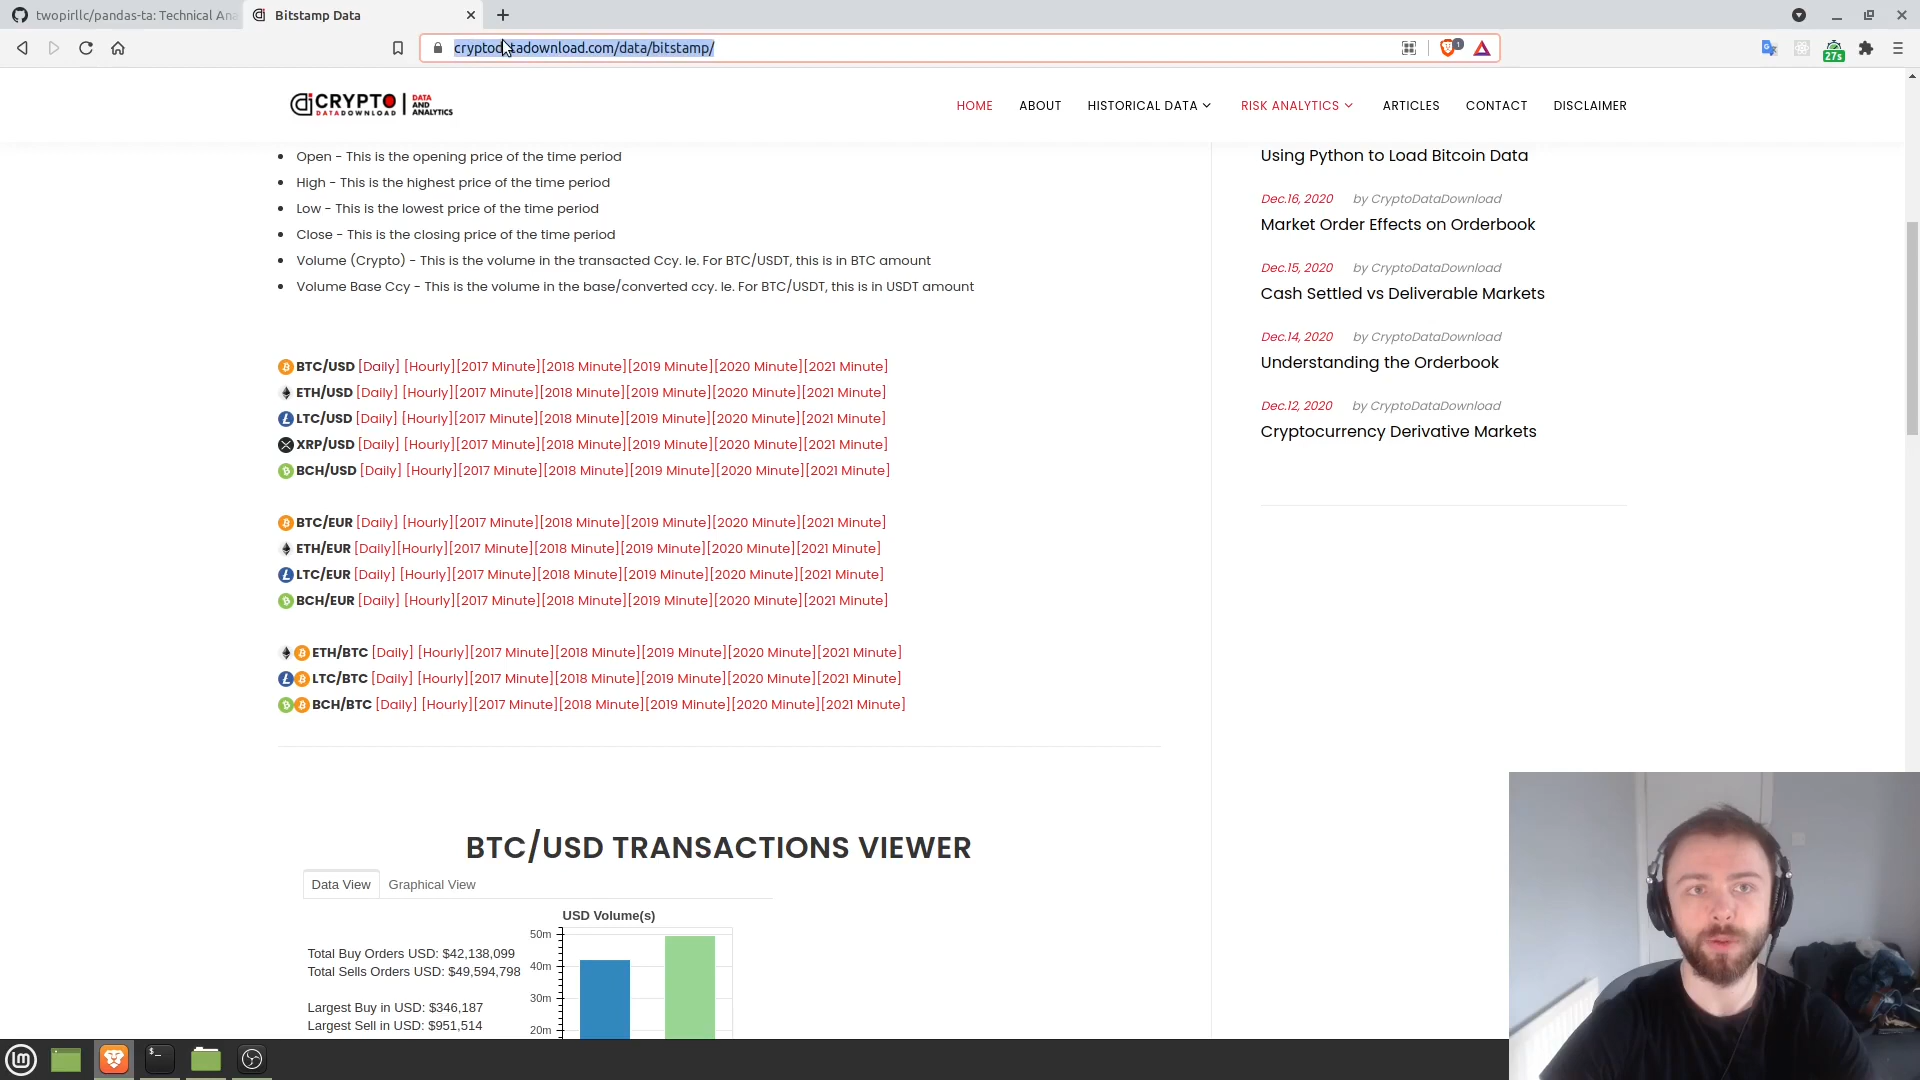 twopirllc/pandas-ta: Technical Ana
Bitstamp Data
cryptodatadownload.com/data/bitstamp/
1
27s
CRYPTO DATADOWNLOAD | DATA AND ANALYTICS
HOME ABOUT HISTORICAL DATA RISK ANALYTICS ARTICLES CONTACT DISCLAIMER
Open - This is the opening price of the time period
High - This is the highest price of the time period
Low - This is the lowest price of the time period
Close - This is the closing price of the time period
Volume (Crypto) - This is the volume in the transacted Ccy. Ie. For BTC/USDT, this is in BTC amount
Volume Base Ccy - This is the volume in the base/converted ccy. Ie. For BTC/USDT, this is in USDT amount
BTC/USD [Daily] [Hourly][2017 Minute][2018 Minute][2019 Minute][2020 Minute][2021 Minute]
ETH/USD [Daily] [Hourly][2017 Minute][2018 Minute][2019 Minute][2020 Minute][2021 Minute]
LTC/USD [Daily] [Hourly][2017 Minute][2018 Minute][2019 Minute][2020 Minute][2021 Minute]
XRP/USD [Daily] [Hourly][2017 Minute][2018 Minute][2019 Minute][2020 Minute][2021 Minute]
BCH/USD [Daily] [Hourly][2017 Minute][2018 Minute][2019 Minute][2020 Minute][2021 Minute]
BTC/EUR [Daily] [Hourly][2017 Minute][2018 Minute][2019 Minute][2020 Minute][2021 Minute]
ETH/EUR [Daily][Hourly][2017 Minute][2018 Minute][2019 Minute][2020 Minute][2021 Minute]
LTC/EUR [Daily] [Hourly][2017 Minute][2018 Minute][2019 Minute][2020 Minute][2021 Minute]
BCH/EUR [Daily] [Hourly][2017 Minute][2018 Minute][2019 Minute][2020 Minute][2021 Minute]
ETH/BTC [Daily] [Hourly][2017 Minute][2018 Minute][2019 Minute][2020 Minute][2021 Minute]
LTC/BTC [Daily] [Hourly][2017 Minute][2018 Minute][2019 Minute][2020 Minute][2021 Minute]
BCH/BTC [Daily] [Hourly][2017 Minute][2018 Minute][2019 Minute][2020 Minute][2021 Minute]
BTC/USD TRANSACTIONS VIEWER
Data View Graphical View
USD Volume(s)
50m
40m
30m
20m
Total Buy Orders USD: $42,138,099
Total Sells Orders USD: $49,594,798
Largest Buy in USD: $346,187
Largest Sell in USD: $951,514
Using Python to Load Bitcoin Data
Dec.16, 2020 by CryptoDataDownload
Market Order Effects on Orderbook
Dec.15, 2020 by CryptoDataDownload
Cash Settled vs Deliverable Markets
Dec.14, 2020 by CryptoDataDownload
Understanding the Orderbook
Dec.12, 2020 by CryptoDataDownload
Cryptocurrency Derivative Markets